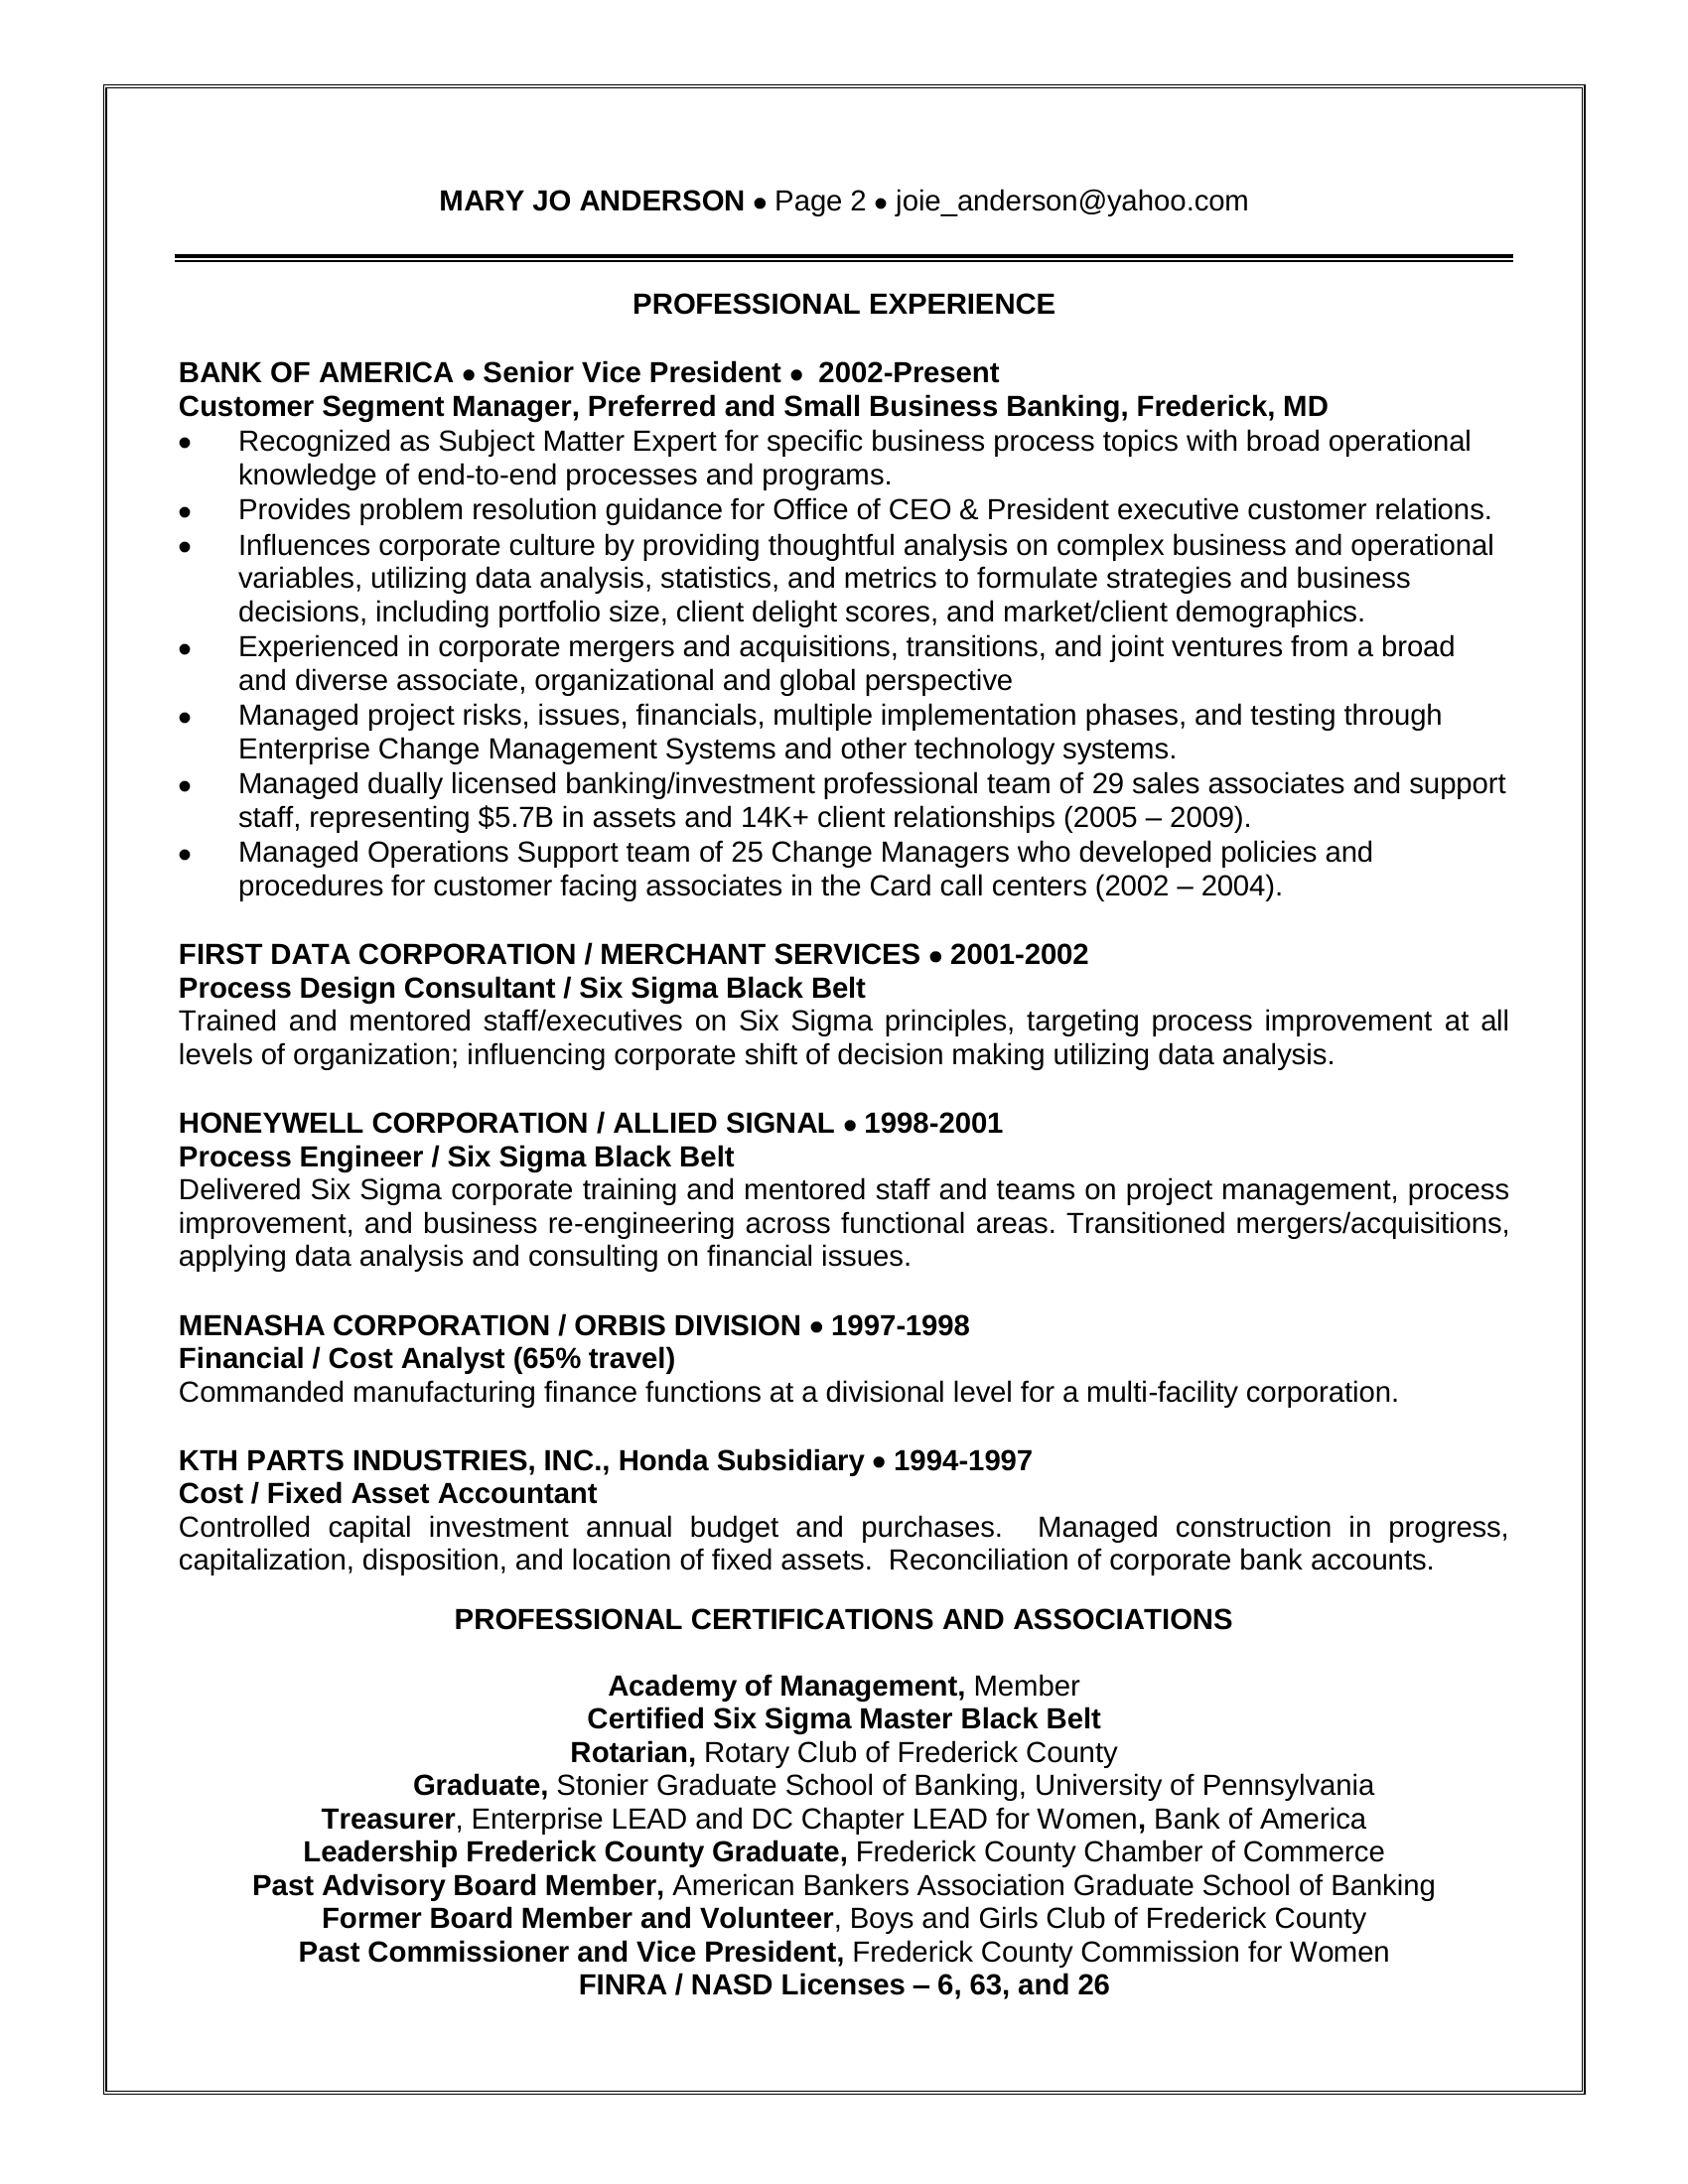 MARY JO ANDERSON ● Page 2 ● joie_anderson@yahoo.com
PROFESSIONAL EXPERIENCE
BANK OF AMERICA ● Senior Vice President ●  2002-Present
Customer Segment Manager, Preferred and Small Business Banking, Frederick, MD
● Recognized as Subject Matter Expert for specific business process topics with broad operational
knowledge of end-to-end processes and programs.
● Provides problem resolution guidance for Office of CEO & President executive customer relations.
● Influences corporate culture by providing thoughtful analysis on complex business and operational
variables, utilizing data analysis, statistics, and metrics to formulate strategies and business
decisions, including portfolio size, client delight scores, and market/client demographics.
● Experienced in corporate mergers and acquisitions, transitions, and joint ventures from a broad
and diverse associate, organizational and global perspective
● Managed project risks, issues, financials, multiple implementation phases, and testing through
Enterprise Change Management Systems and other technology systems.
● Managed dually licensed banking/investment professional team of 29 sales associates and support
staff, representing $5.7B in assets and 14K+ client relationships (2005 – 2009).
● Managed Operations Support team of 25 Change Managers who developed policies and
procedures for customer facing associates in the Card call centers (2002 – 2004).
FIRST DATA CORPORATION / MERCHANT SERVICES ● 2001-2002
Process Design Consultant / Six Sigma Black Belt
Trained and mentored staff/executives on Six Sigma principles, targeting process improvement at all
levels of organization; influencing corporate shift of decision making utilizing data analysis.
HONEYWELL CORPORATION / ALLIED SIGNAL ● 1998-2001
Process Engineer / Six Sigma Black Belt
Delivered Six Sigma corporate training and mentored staff and teams on project management, process
improvement, and business re-engineering across functional areas. Transitioned mergers/acquisitions,
applying data analysis and consulting on financial issues.
MENASHA CORPORATION / ORBIS DIVISION ● 1997-1998
Financial / Cost Analyst (65% travel)
Commanded manufacturing finance functions at a divisional level for a multi-facility corporation.
KTH PARTS INDUSTRIES, INC., Honda Subsidiary ● 1994-1997
Cost / Fixed Asset Accountant
Controlled capital investment annual budget and purchases.  Managed construction in progress,
capitalization, disposition, and location of fixed assets.  Reconciliation of corporate bank accounts.
PROFESSIONAL CERTIFICATIONS AND ASSOCIATIONS
Academy of Management, Member
Certified Six Sigma Master Black Belt
Rotarian, Rotary Club of Frederick County
Graduate, Stonier Graduate School of Banking, University of Pennsylvania
Treasurer, Enterprise LEAD and DC Chapter LEAD for Women, Bank of America
Leadership Frederick County Graduate, Frederick County Chamber of Commerce
Past Advisory Board Member, American Bankers Association Graduate School of Banking
Former Board Member and Volunteer, Boys and Girls Club of Frederick County
Past Commissioner and Vice President, Frederick County Commission for Women
FINRA / NASD Licenses – 6, 63, and 26